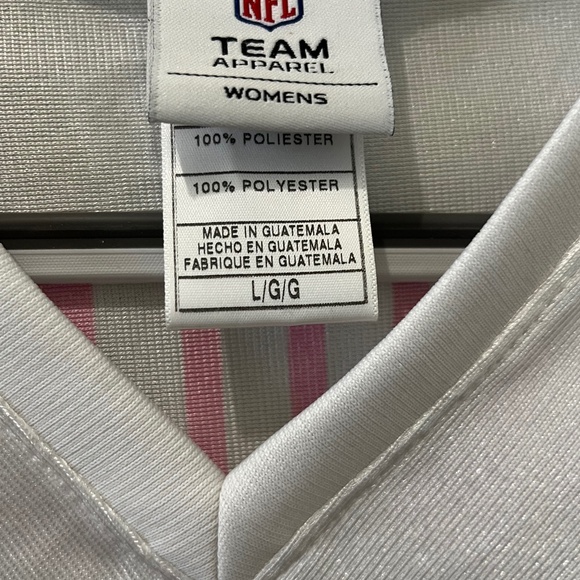 NFL
TEAM
APPAREL
WOMENS
100% POLIESTER
100% POLYESTER
MADE IN GUATEMALA
HECHO EN GUATEMALA
FABRIQUE EN GUATEMALA
L/G/G